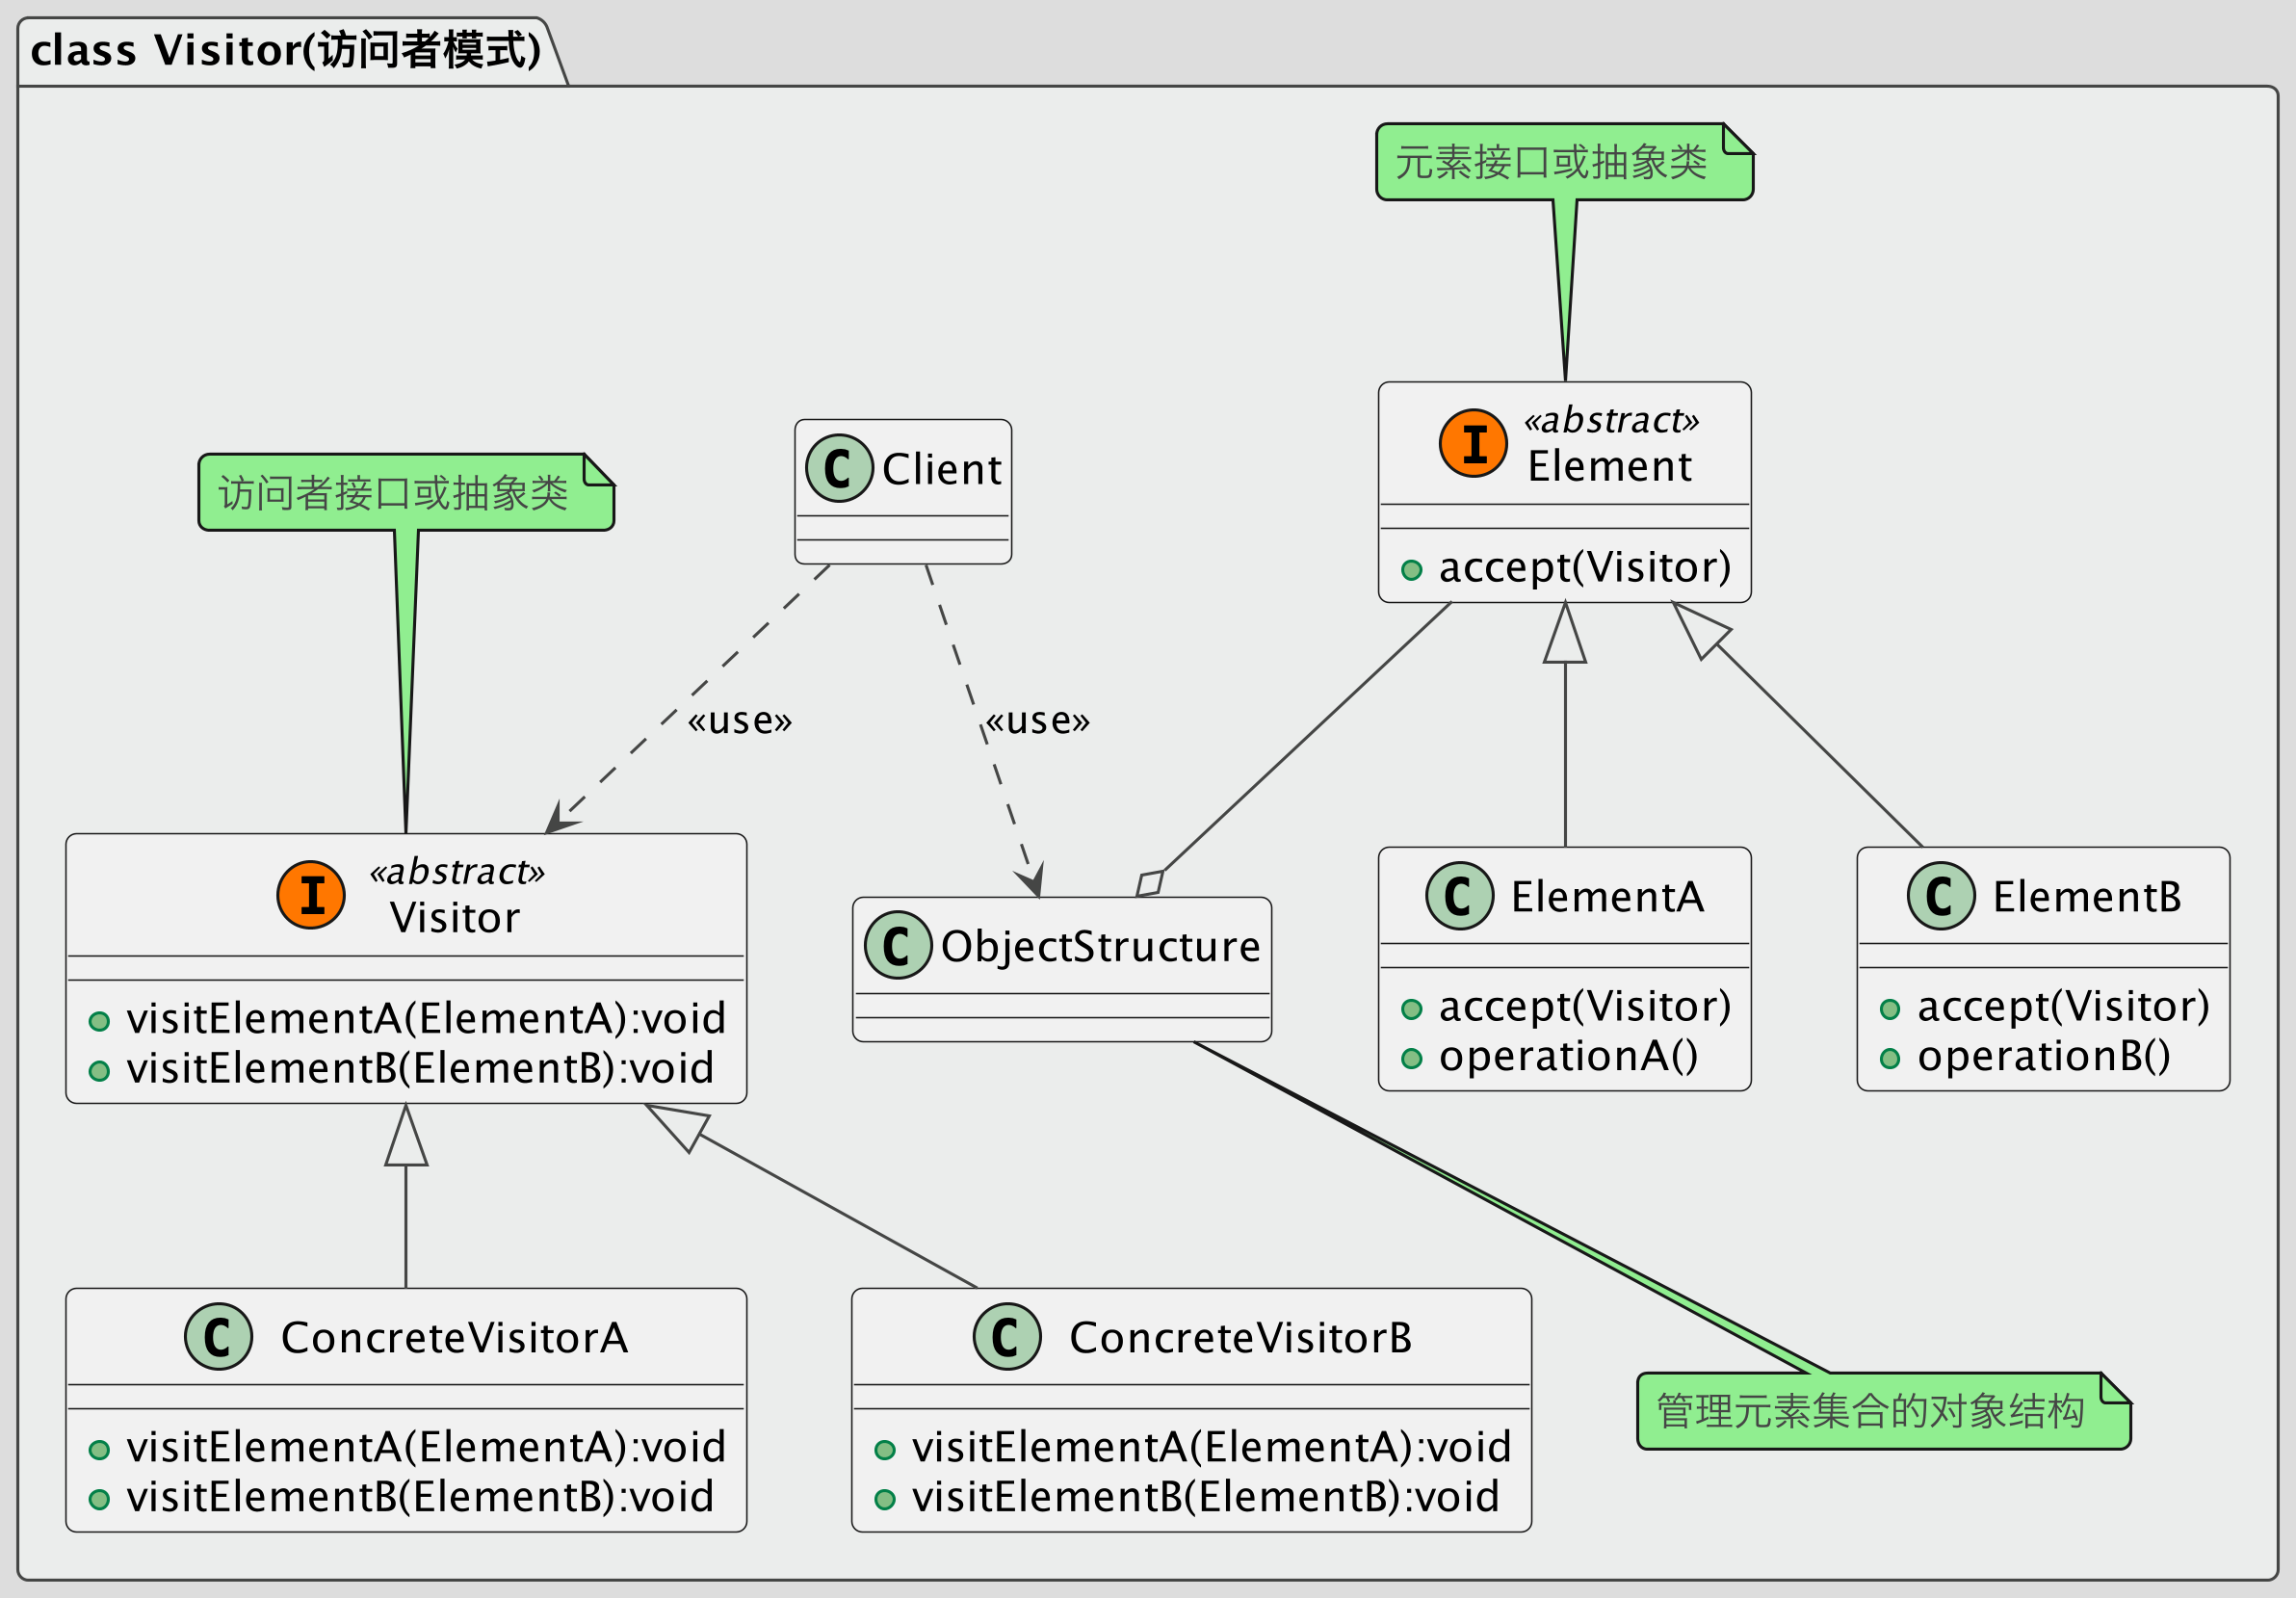 class Visitor(访问者模式)
元素接口或抽象类
I
«abstract»
Element
accept(Visitor)
C Client
访问者接口或抽象类
«use»
«use»
I
«abstract»
Visitor
visitElementA(ElementA):void
visitElementB(ElementB):void
C ObjectStructure
C ElementA
accept(Visitor)
operationA()
C ElementB
accept(Visitor)
operationB()
C ConcreteVisitorA
visitElementA(ElementA):void
visitElementB(ElementB):void
C ConcreteVisitorB
visitElementA(ElementA):void
visitElementB(ElementB):void
管理元素集合的对象结构